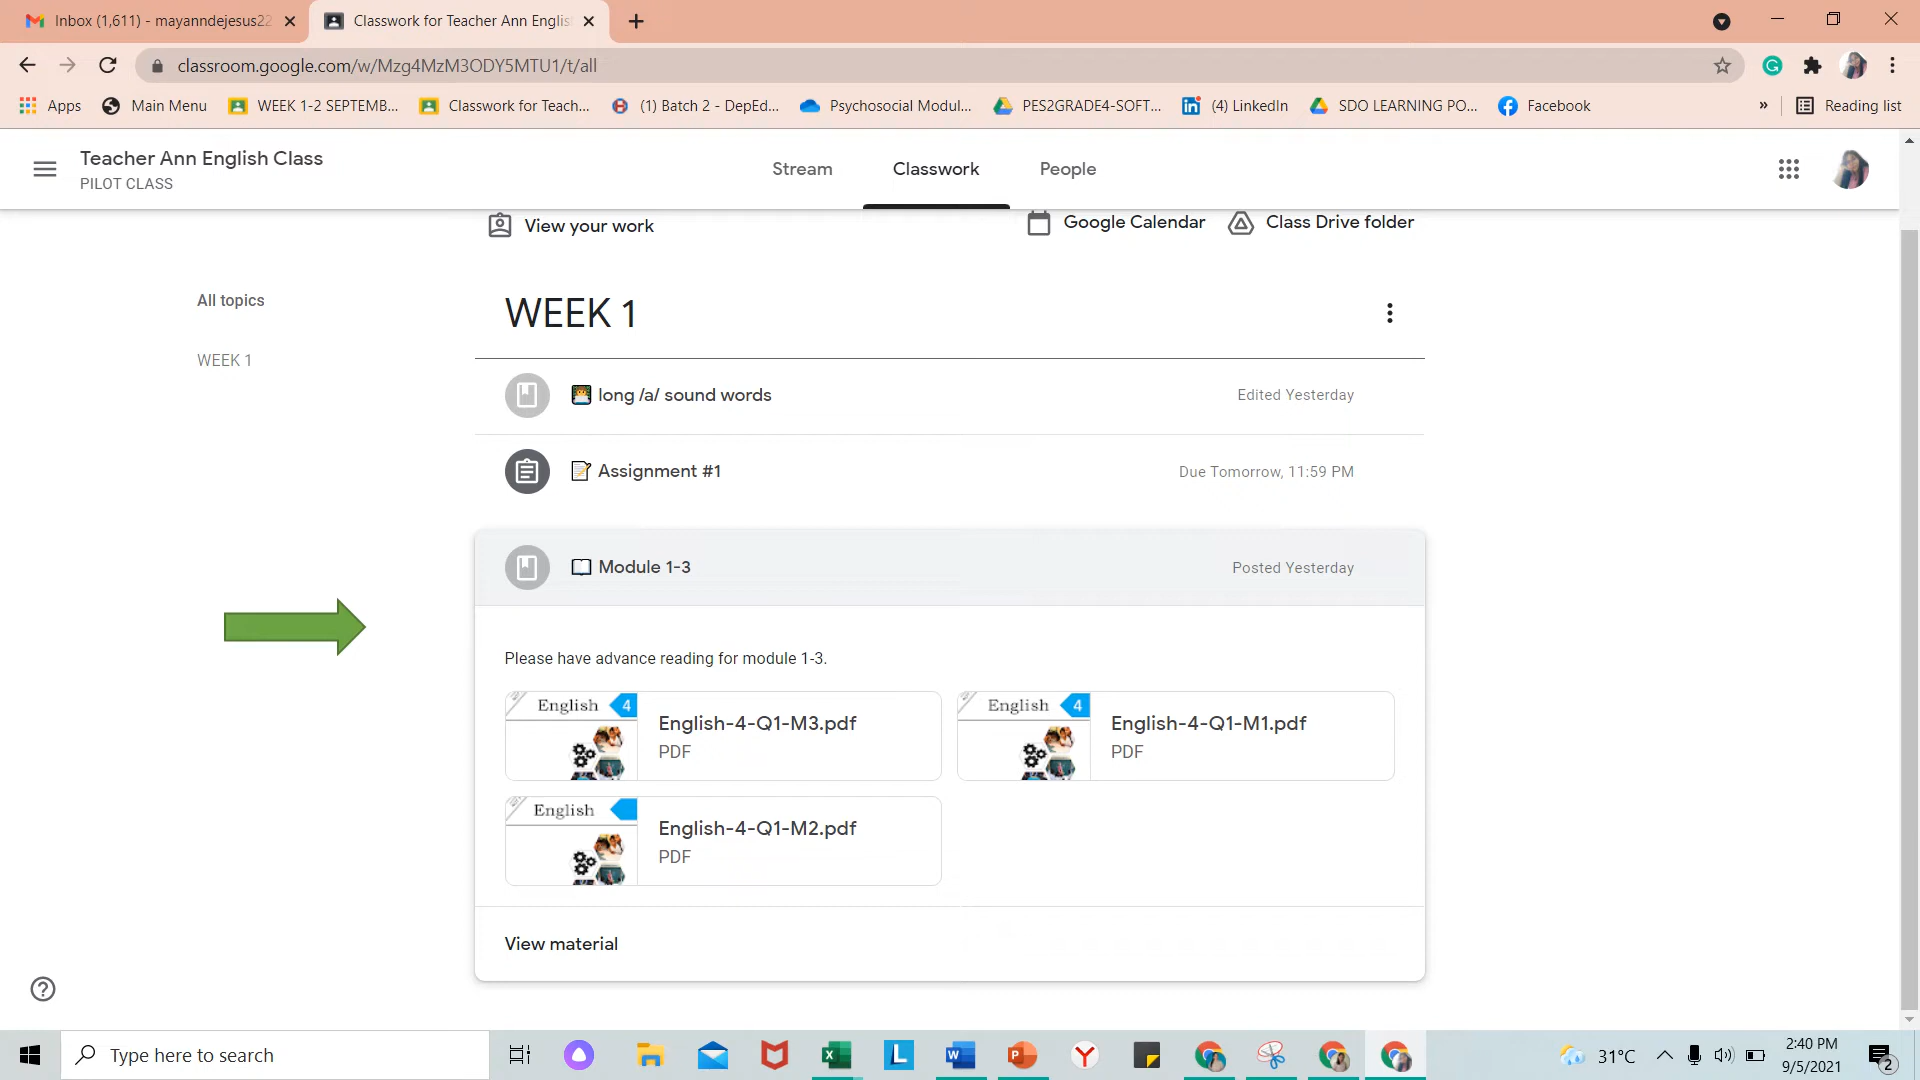 Inbox (1,611) - mayanndejesus22
Classwork for Teacher Ann Englis
classroom.google.com/w/Mzg4MzM3ODY5MTU1/t/all
Apps
Main Menu
WEEK 1-2 SEPTEMB...
Classwork for Teach...
(1) Batch 2 - DepEd...
Psychosocial Modul...
PES2GRADE4-SOFT...
(4) LinkedIn
SDO LEARNING PO...
Facebook
»
Reading list
Teacher Ann English Class
PILOT CLASS
Stream
Classwork
People
View your work
Google Calendar
Class Drive folder
All topics
WEEK 1
WEEK 1
long /a/ sound words
Edited Yesterday
Assignment #1
Due Tomorrow, 11:59 PM
Module 1-3
Posted Yesterday
Please have advance reading for module 1-3.
English 4
English-4-Q1-M3.pdf
PDF
English 4
English-4-Q1-M1.pdf
PDF
English
English-4-Q1-M2.pdf
PDF
View material
Type here to search
31°C
2:40 PM
9/5/2021
2